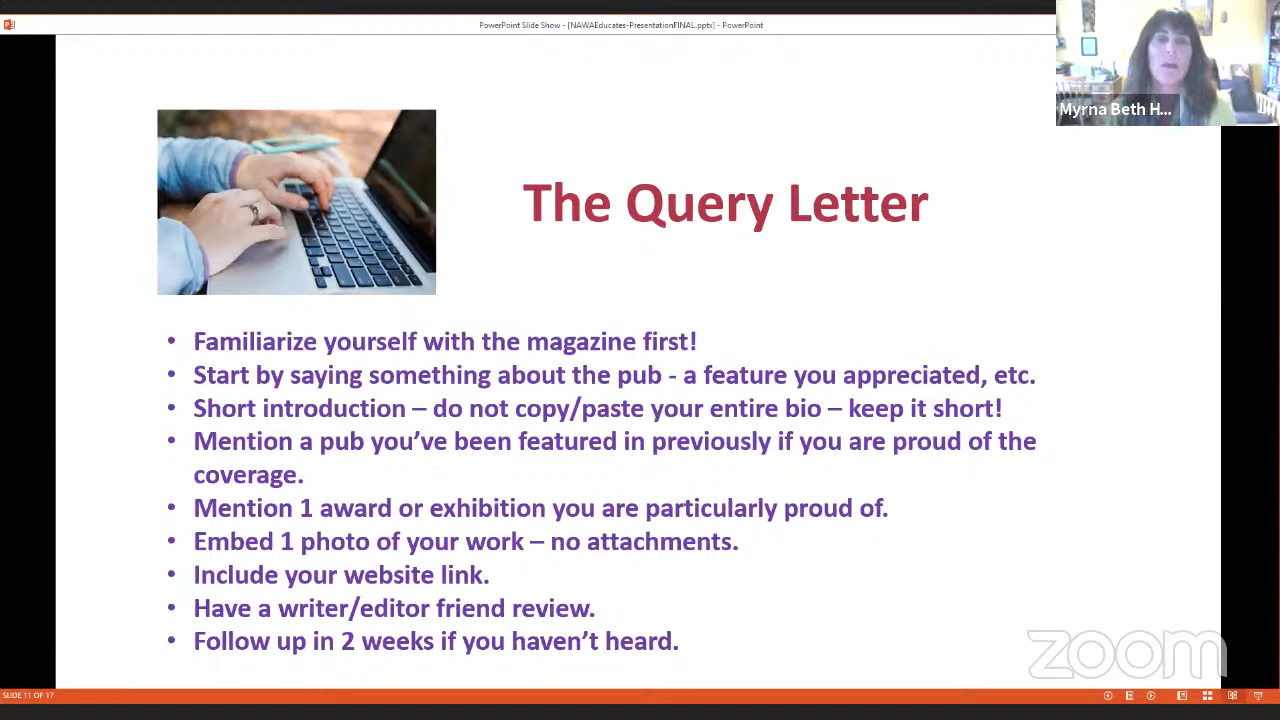 PowerPoint Slide Show - [NAWAEducates-PresentationFINAL.pptx] - PowerPoint
Myrna Beth H...
The Query Letter
• Familiarize yourself with the magazine first!
• Start by saying something about the pub - a feature you appreciated, etc.
• Short introduction – do not copy/paste your entire bio – keep it short!
• Mention a pub you’ve been featured in previously if you are proud of the
coverage.
• Mention 1 award or exhibition you are particularly proud of.
• Embed 1 photo of your work – no attachments.
• Include your website link.
• Have a writer/editor friend review.
• Follow up in 2 weeks if you haven’t heard.
zoom
SLIDE 11 OF 17